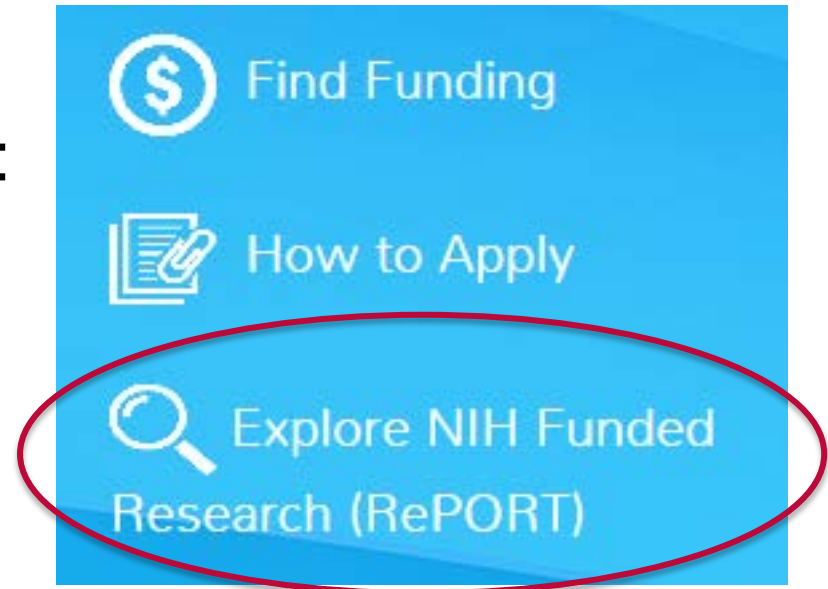 Find Funding
:
How to Apply
Explore NIH Funded
Research (RePORT)